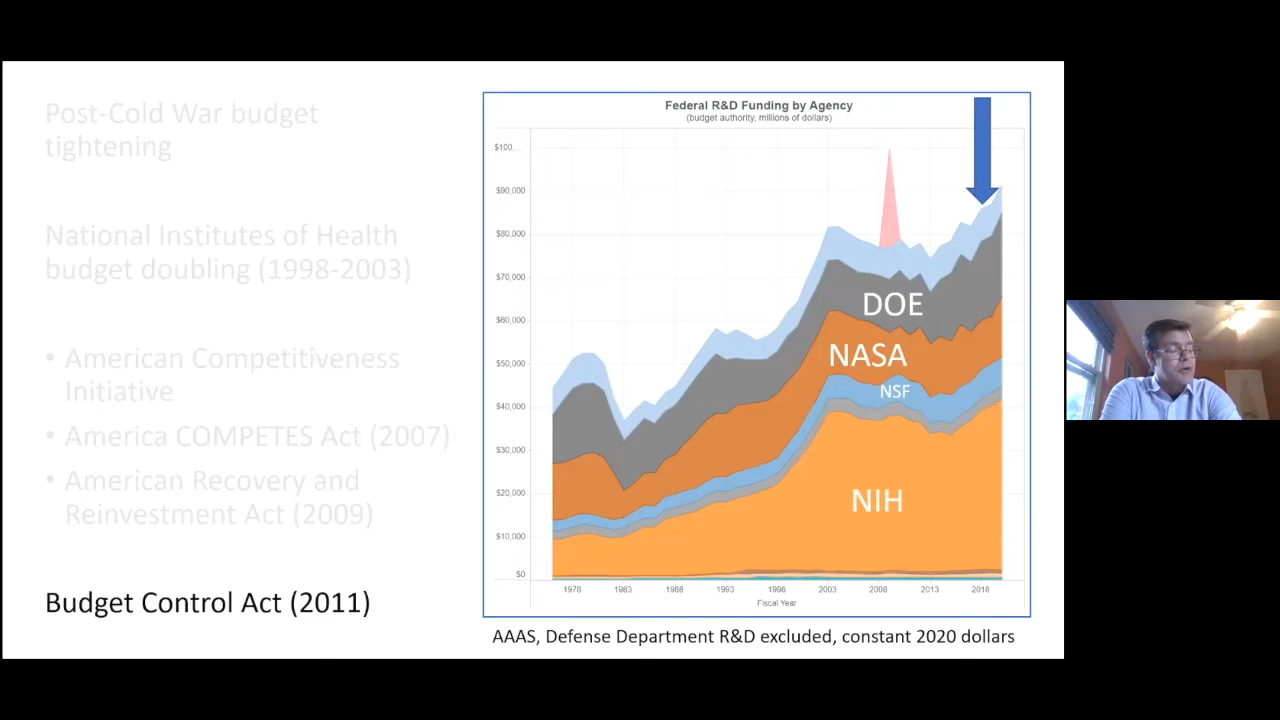 Post-Cold War budget
tightening
National Institutes of Health
budget doubling (1998-2003)
• American Competitiveness
Initiative
• America COMPETES Act (2007)
• American Recovery and
Reinvestment Act (2009)
Budget Control Act (2011)
Federal R&D Funding by Agency
(budget authority, millions of dollars)
$100,...
$90,000
$80,000
$70,000
$60,000
$50,000
$40,000
$30,000
$20,000
$10,000
$0
DOE
NASA
NSF
NIH
1978 1983 1988 1993 1998 2003 2008 2013 2018
Fiscal Year
AAAS, Defense Department R&D excluded, constant 2020 dollars